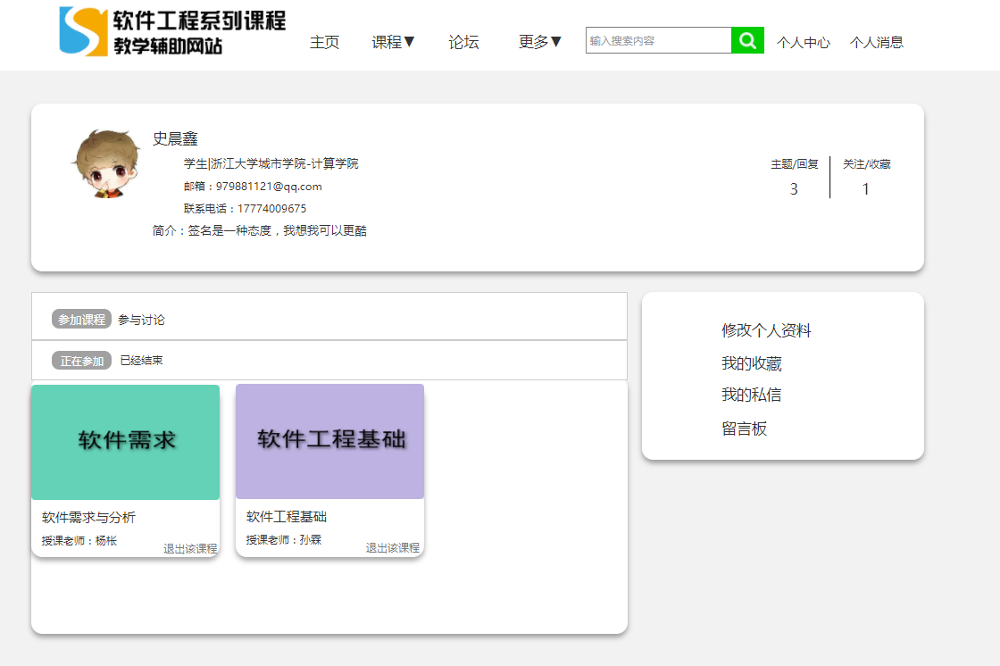 软件工程系列课程
教学辅助网站
主页 课程▼ 论坛 更多▼ 输入搜索内容 个人中心 个人消息
史晨鑫
学生|浙江大学城市学院-计算学院
邮箱：979881121@qq.com
联系电话：17774009675
简介：签名是一种态度，我想我可以更酷
主题/回复 关注/收藏
3 1
参加课程 参与讨论
正在参加 已经结束
软件需求
软件需求与分析
授课老师：杨枨
退出该课程
软件工程基础
软件工程基础
授课老师：孙霖
退出该课程
修改个人资料
我的收藏
我的私信
留言板